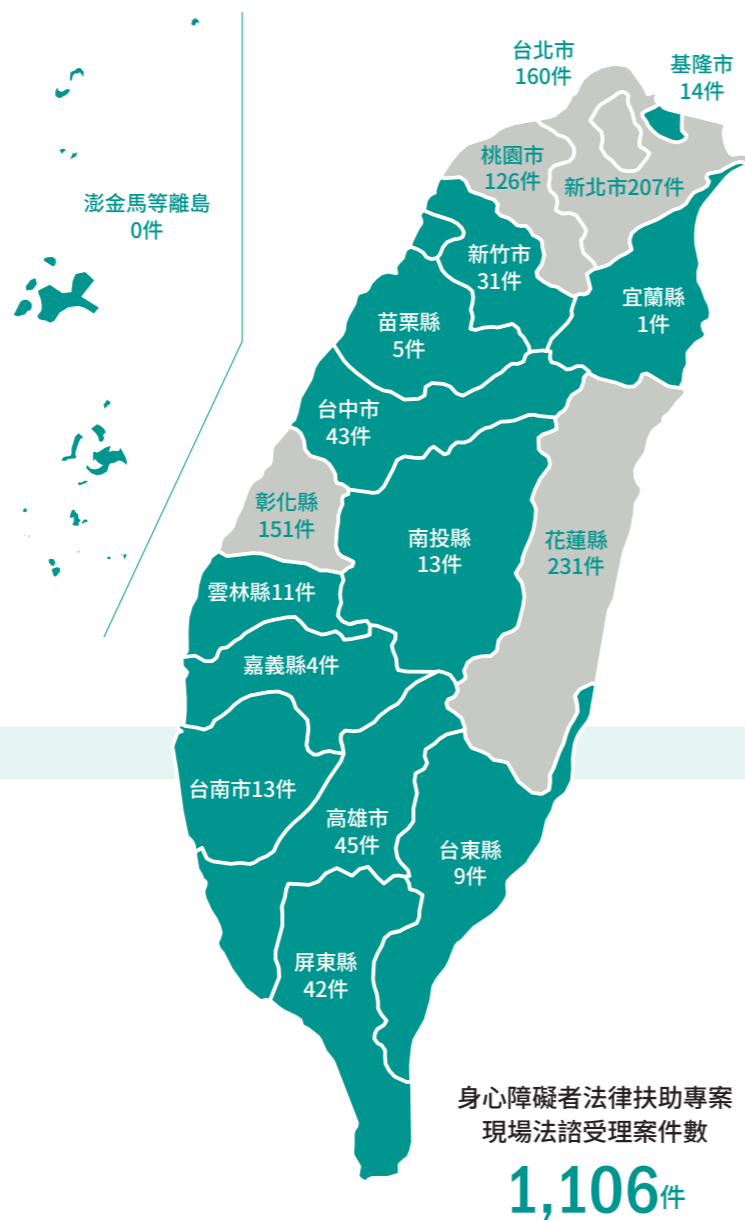 台北市
160件
基隆市
14件
桃園市
126件
新北市207件
澎金馬等離島
0件
新竹市
31件
宜蘭縣
1件
苗栗縣
5件
台中市
43件
彰化縣
151件
南投縣
13件
花蓮縣
231件
雲林縣11件
嘉義縣4件
台南市13件
高雄市
45件
台東縣
9件
屏東縣
42件
身心障礙者法律扶助專案
現場法諮受理案件數
1,106件